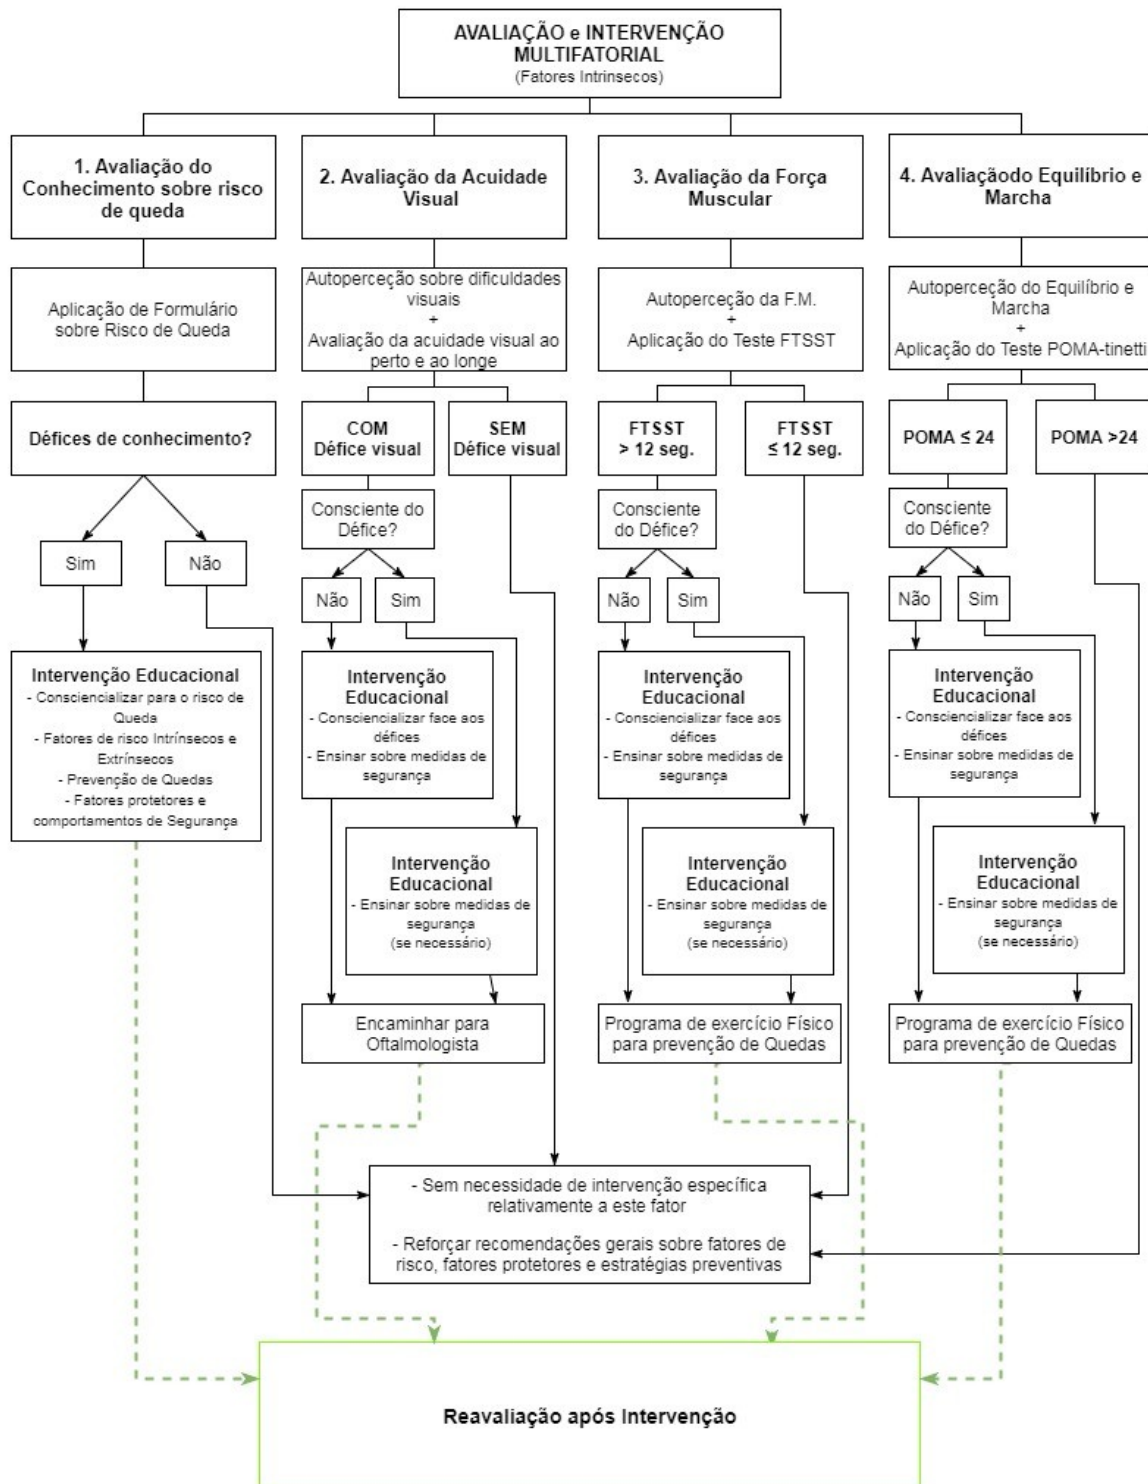 AVALIAÇÃO e INTERVENÇÃO
MULTIFATORIAL
(Fatores Intrinsecos)
1. Avaliação do
Conhecimento sobre risco
de queda
2. Avaliação da Acuidade
Visual
3. Avaliação da Força
Muscular
4. Avaliaçãodo Equilíbrio e
Marcha
Aplicação de Formulário
sobre Risco de Queda
Autoperceção sobre dificuldades
visuais
+
Avaliação da acuidade visual ao
perto e ao longe
Autoperceção da F.M.
+
Aplicação do Teste FTSST
Autoperceção do Equilíbrio e
Marcha
+
Aplicação do Teste POMA-tinetti
Défices de conhecimento?
COM
Défice visual
SEM
Défice visual
FTSST
> 12 seg.
FTSST
≤ 12 seg.
POMA ≤ 24
POMA >24
Consciente do
Défice?
Consciente
do Défice?
Consciente
do Défice?
Sim
Não
Não
Sim
Não
Sim
Não
Sim
Intervenção Educacional
- Consciencializar para o risco de
Queda
- Fatores de risco Intrínsecos e
Extrínsecos
- Prevenção de Quedas
- Fatores protetores e
comportamentos de Segurança
Intervenção
Educacional
- Consciencializar face aos
défices
- Ensinar sobre medidas de
segurança
Intervenção
Educacional
- Consciencializar face aos
défices
- Ensinar sobre medidas de
segurança
Intervenção
Educacional
- Consciencializar face aos
défices
- Ensinar sobre medidas de
segurança
Intervenção
Educacional
- Ensinar sobre medidas de
segurança
(se necessário)
Intervenção
Educacional
- Ensinar sobre medidas de
segurança
(se necessário)
Intervenção
Educacional
- Ensinar sobre medidas de
segurança
(se necessário)
Encaminhar para
Oftalmologista
Programa de exercício Físico
para prevenção de Quedas
Programa de exercício Físico
para prevenção de Quedas
- Sem necessidade de intervenção específica
relativamente a este fator
- Reforçar recomendações gerais sobre fatores de
risco, fatores protetores e estratégias preventivas
Reavaliação após Intervenção